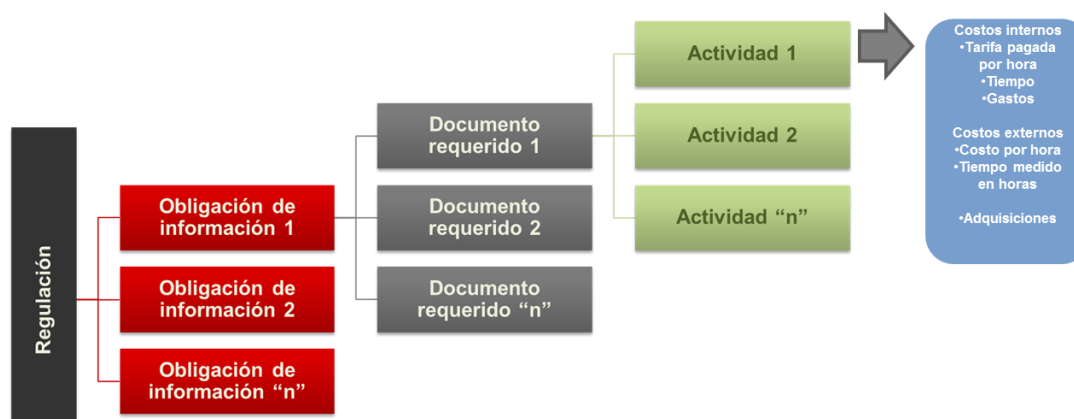 Regulación
Obligación de
información 1
Obligación de
información 2
Obligación de
información “n”
Documento
requerido 1
Documento
requerido 2
Documento
requerido “n”
Actividad 1
Actividad 2
Actividad “n”
Costos internos
•Tarifa pagada
por hora
•Tiempo
•Gastos
Costos externos
•Costo por hora
•Tiempo medido
en horas
•Adquisiciones